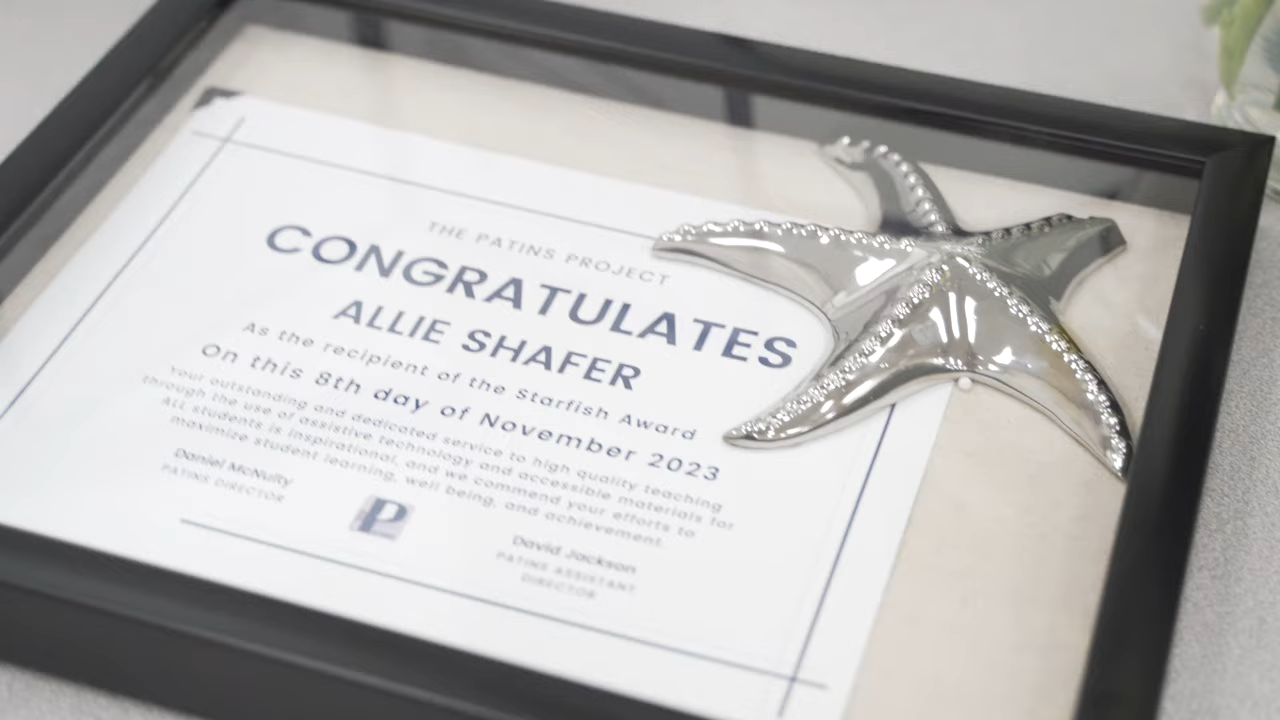 THE PATINS PROJECT
CONGRATULATES
ALLIE SHAFER
As the recipient of the Starfish Award
On this 8th day of November 2023
Your outstanding and dedicated service to high quality teaching
through the use of assistive technology and accessible materials for
ALL students is inspirational, and we commend your efforts to
maximize student learning, well being, and achievement.
Daniel McNulty
PATINS DIRECTOR
P
David Jackson
PATINS ASSISTANT
DIRECTOR